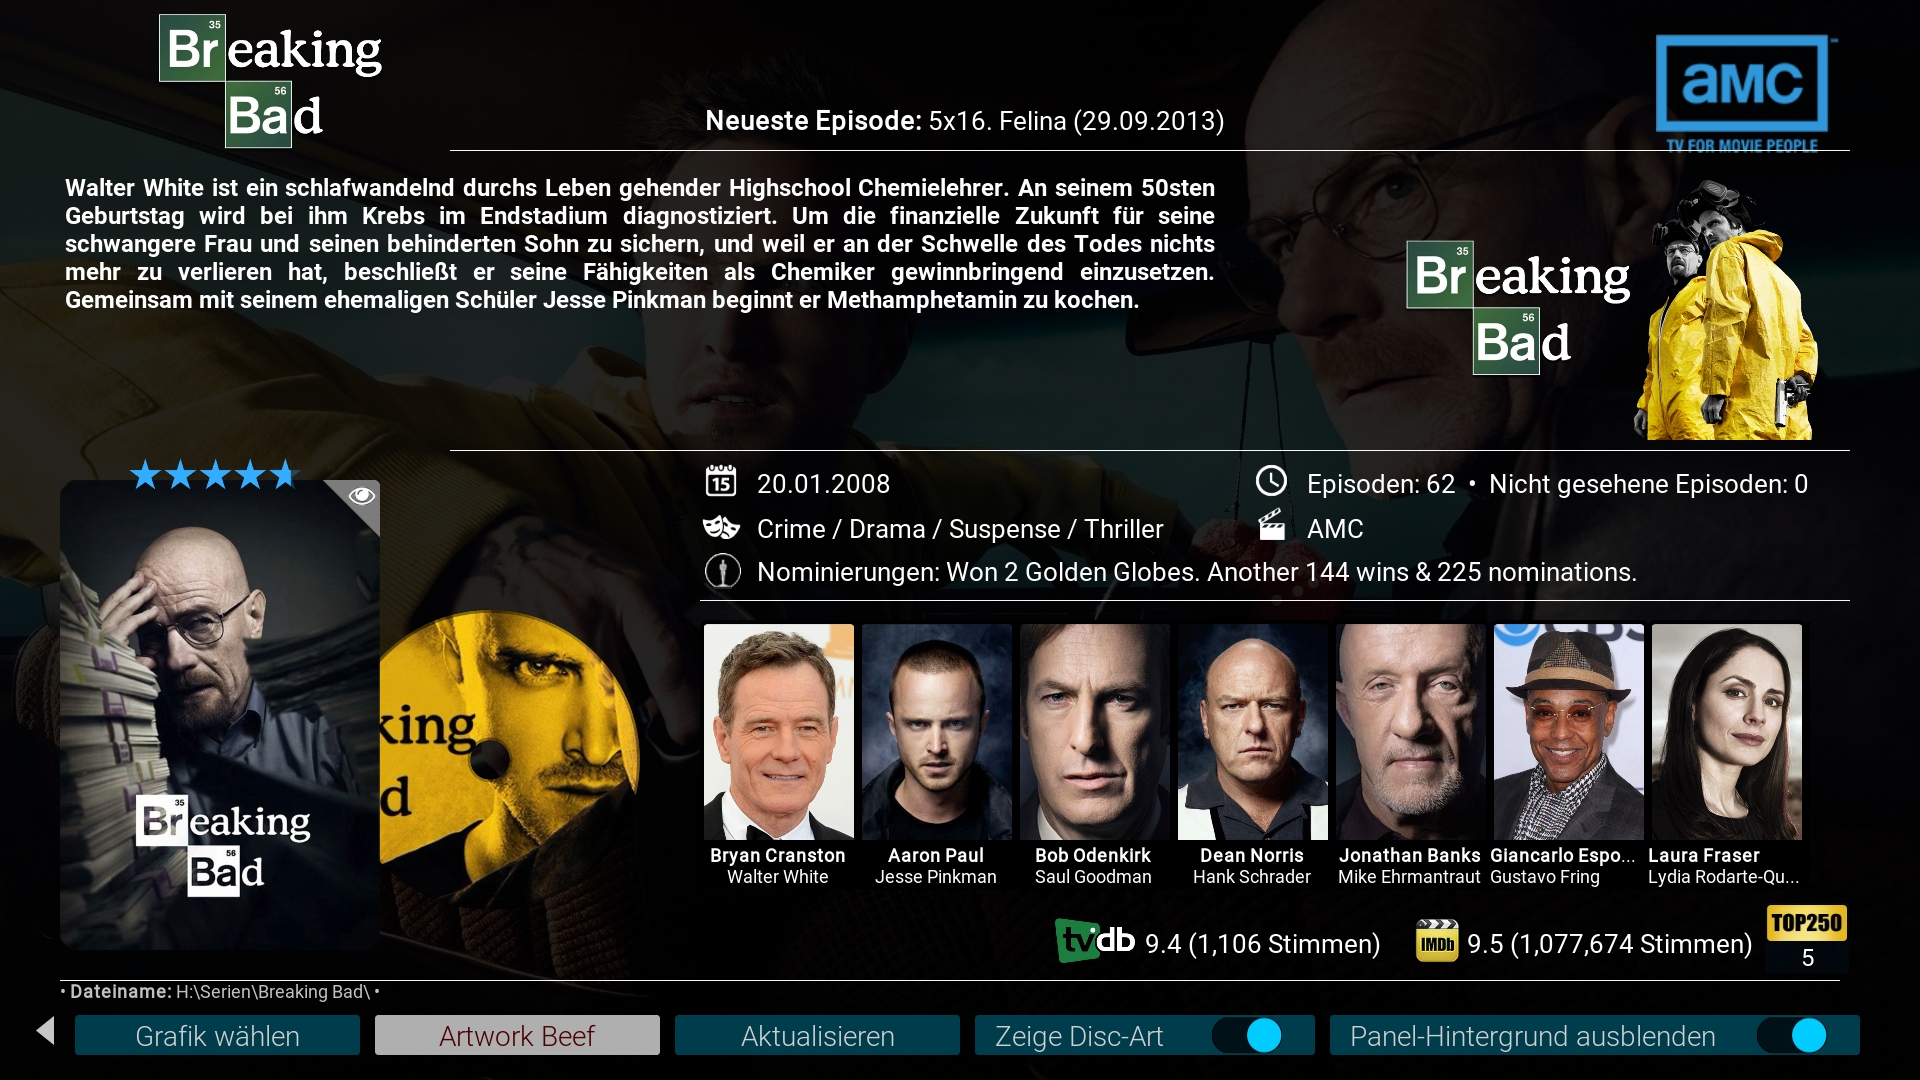 35
Breaking
56
Bad
aMC
TV FOR MOVIE PEOPLE
Neueste Episode: 5x16. Felina (29.09.2013)
Walter White ist ein schlafwandelnd durchs Leben gehender Highschool Chemielehrer. An seinem 50sten
Geburtstag wird bei ihm Krebs im Endstadium diagnostiziert. Um die finanzielle Zukunft für seine
schwangere Frau und seinen behinderten Sohn zu sichern, und weil er an der Schwelle des Todes nichts
mehr zu verlieren hat, beschließt er seine Fähigkeiten als Chemiker gewinnbringend einzusetzen.
Gemeinsam mit seinem ehemaligen Schüler Jesse Pinkman beginnt er Methamphetamin zu kochen.
35
Breaking
56
Bad
15 20.01.2008
Episoden: 62 • Nicht gesehene Episoden: 0
Crime / Drama / Suspense / Thriller
AMC
Nominierungen: Won 2 Golden Globes. Another 144 wins & 225 nominations.
35
Breaking
56
Bad
king
d
CBS
Bryan Cranston
Walter White
Aaron Paul
Jesse Pinkman
Bob Odenkirk
Saul Goodman
Dean Norris
Hank Schrader
Jonathan Banks
Mike Ehrmantraut
Giancarlo Espo...
Gustavo Fring
Laura Fraser
Lydia Rodarte-Qu...
tvdb 9.4 (1,106 Stimmen)
IMDb 9.5 (1,077,674 Stimmen)
TOP250
5
• Dateiname: H:\Serien\Breaking Bad\ •
Grafik wählen
Artwork Beef
Aktualisieren
Zeige Disc-Art
Panel-Hintergrund ausblenden